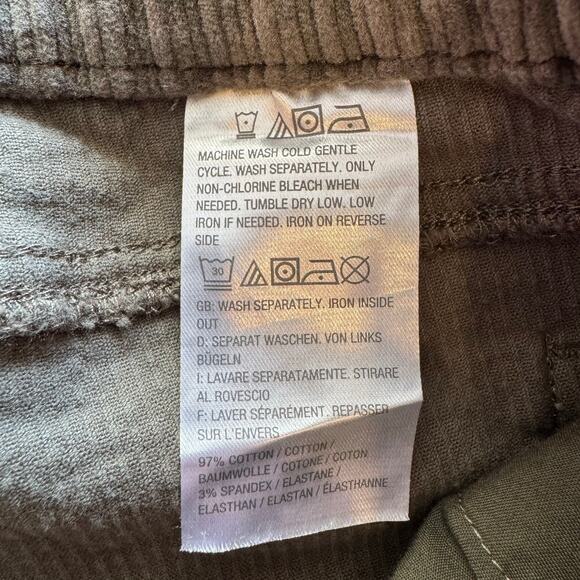 MACHINE WASH COLD GENTLE
CYCLE. WASH SEPARATELY. ONLY
NON-CHLORINE BLEACH WHEN
NEEDED. TUMBLE DRY LOW. LOW
IRON IF NEEDED. IRON ON REVERSE
SIDE
30
GB: WASH SEPARATELY. IRON INSIDE
OUT
D: SEPARAT WASCHEN. VON LINKS
BÜGELN
I: LAVARE SEPARATAMENTE. STIRARE
AL ROVESCIO
F: LAVER SÉPARÉMENT. REPASSER
SUR L'ENVERS
97% COTTON / COTTON /
BAUMWOLLE / COTONE / COTON
3% SPANDEX / ELASTANE /
ELASTHAN / ELASTAN / ÉLASTHANNE